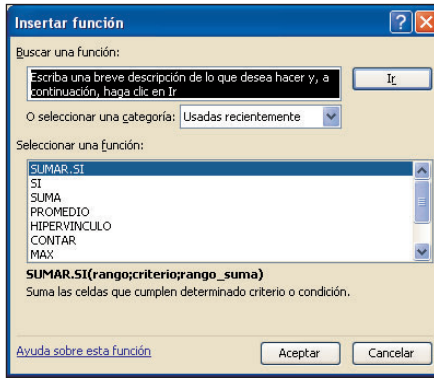 Insertar función
Buscar una función:
Escriba una breve descripción de lo que desea hacer y, a
continuación, haga clic en Ir
Ir
O seleccionar una categoría: Usadas recientemente
Seleccionar una función:
SUMAR.SI
SI
SUMA
PROMEDIO
HIPERVINCULO
CONTAR
MAX
SUMAR.SI(rango;criterio;rango_suma)
Suma las celdas que cumplen determinado criterio o condición.
Ayuda sobre esta función
Aceptar
Cancelar